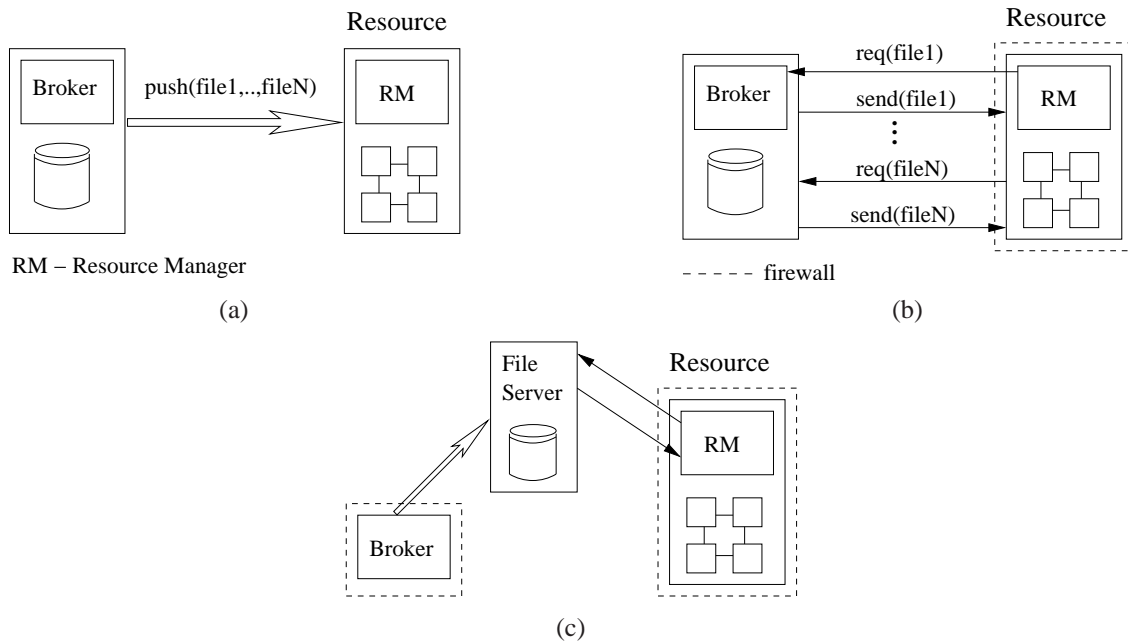 Resource
Broker
push(file1,..,fileN)
RM
RM – Resource Manager
(a)
Resource
req(file1)
Broker
send(file1)
RM
req(fileN)
send(fileN)
firewall
(b)
File
Server
Resource
RM
Broker
(c)